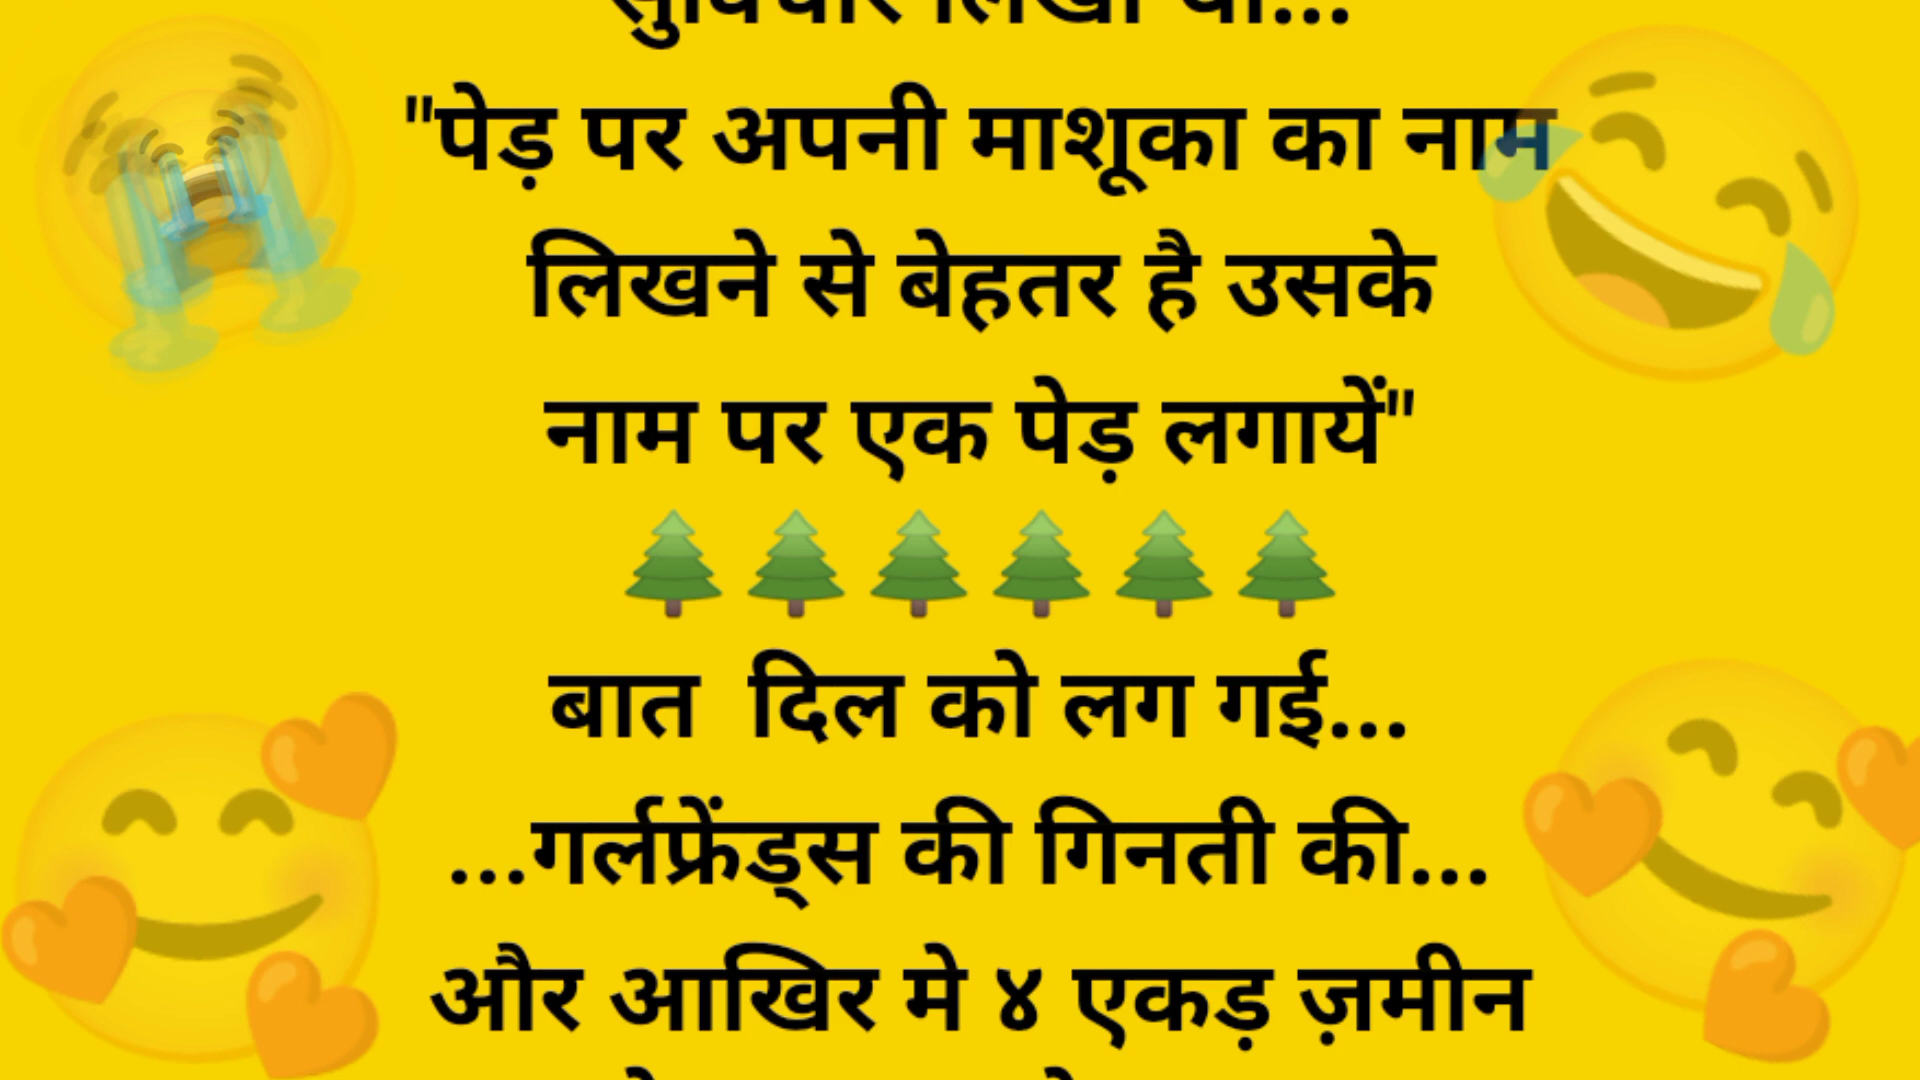 सुविचार लिखा था...
"पेड़ पर अपनी माशूका का नाम
लिखने से बेहतर है उसके
नाम पर एक पेड़ लगायें"
बात दिल को लग गई...
...गर्लफ्रेंड्स की गिनती की...
और आखिर मे ४ एकड़ ज़मीन